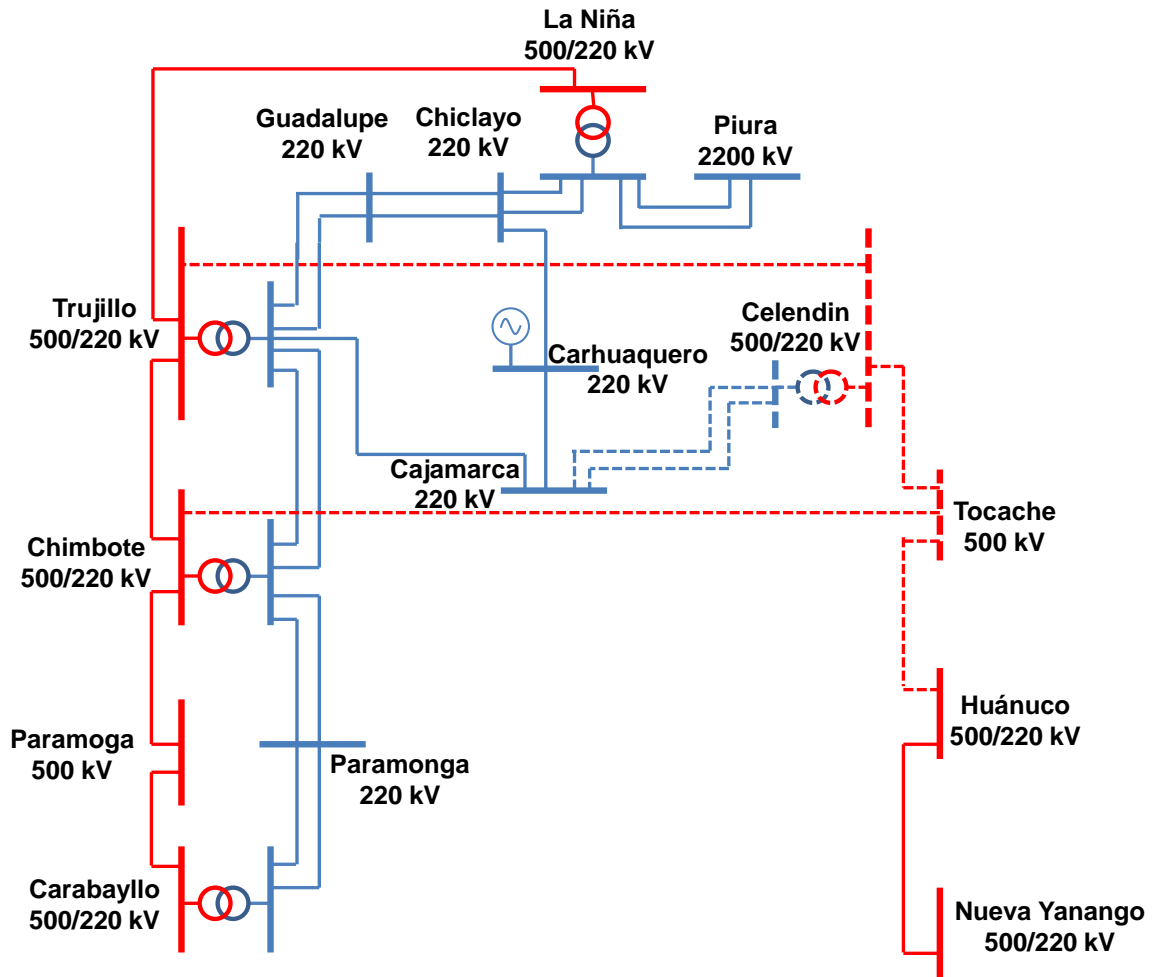 La Niña
500/220 kV
Guadalupe
220 kV
Chiclayo
220 kV
Piura
2200 kV
Trujillo
500/220 kV
Celendin
500/220 kV
Carhuaquero
220 kV
Cajamarca
220 kV
Tocache
500 kV
Chimbote
500/220 kV
Huánuco
500/220 kV
Paramoga
500 kV
Paramonga
220 kV
Carabayllo
500/220 kV
Nueva Yanango
500/220 kV